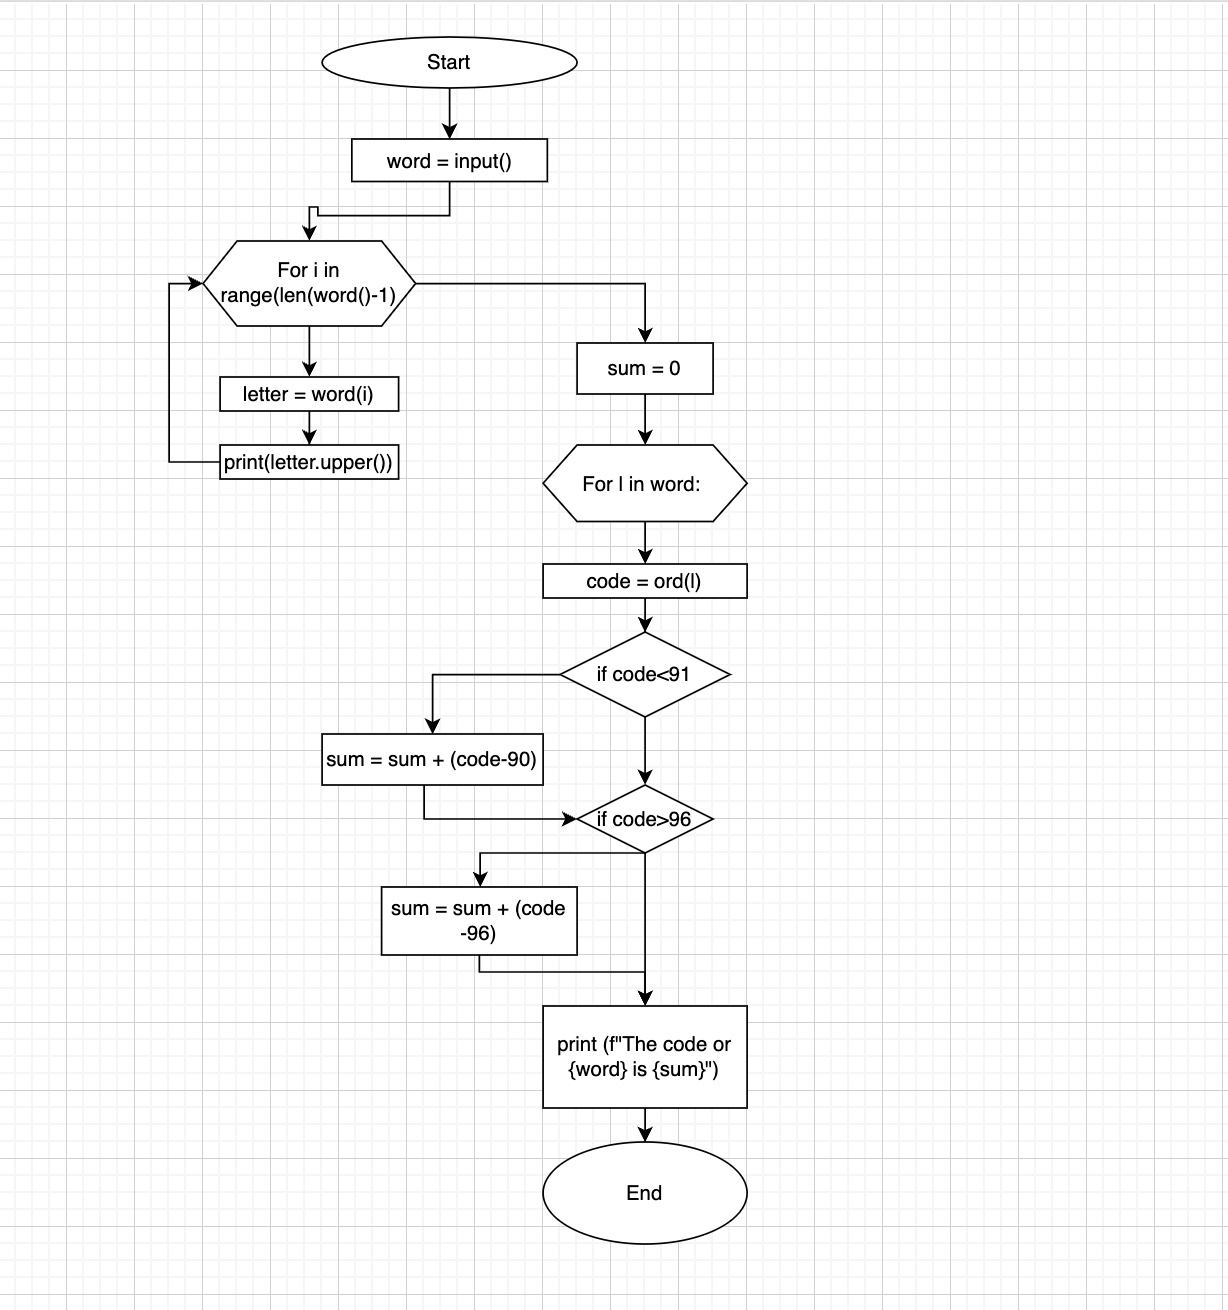 Start
word = input()
For i in
range(len(word()-1)
letter = word(i)
print(letter.upper())
sum = 0
For l in word:
code = ord(l)
if code<91
sum = sum + (code-90)
if code>96
sum = sum + (code
-96)
print (f"The code or
{word} is {sum}")
End